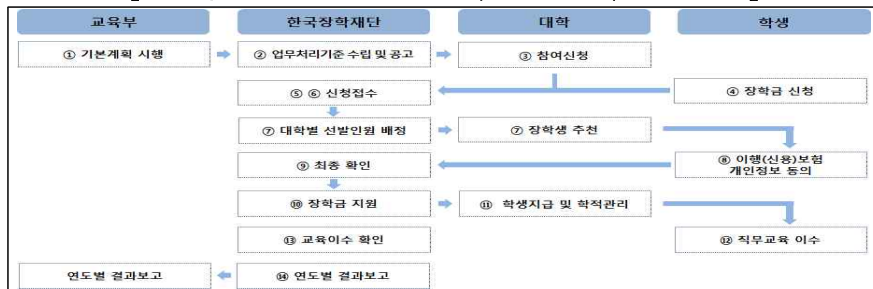 교육부 한국장학재단 대학 학생
① 기본계획 시행 ② 업무처리기준 수립 및 공고 ③ 참여신청
⑤ ⑥ 신청접수 ④ 장학금 신청
⑦ 대학별 선발인원 배정 ⑦ 장학생 추천
⑨ 최종 확인 ⑧ 이행(신용)보험
개인정보 동의
⑩ 장학금 지원 ⑪ 학생지급 및 학적관리
⑬ 교육이수 확인 ⑫ 직무교육 이수
연도별 결과보고 ⑭ 연도별 결과보고